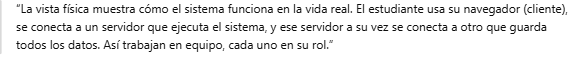 “La vista física muestra cómo el sistema funciona en la vida real. El estudiante usa su navegador (cliente),
se conecta a un servidor que ejecuta el sistema, y ese servidor a su vez se conecta a otro que guarda
todos los datos. Así trabajan en equipo, cada uno en su rol.”